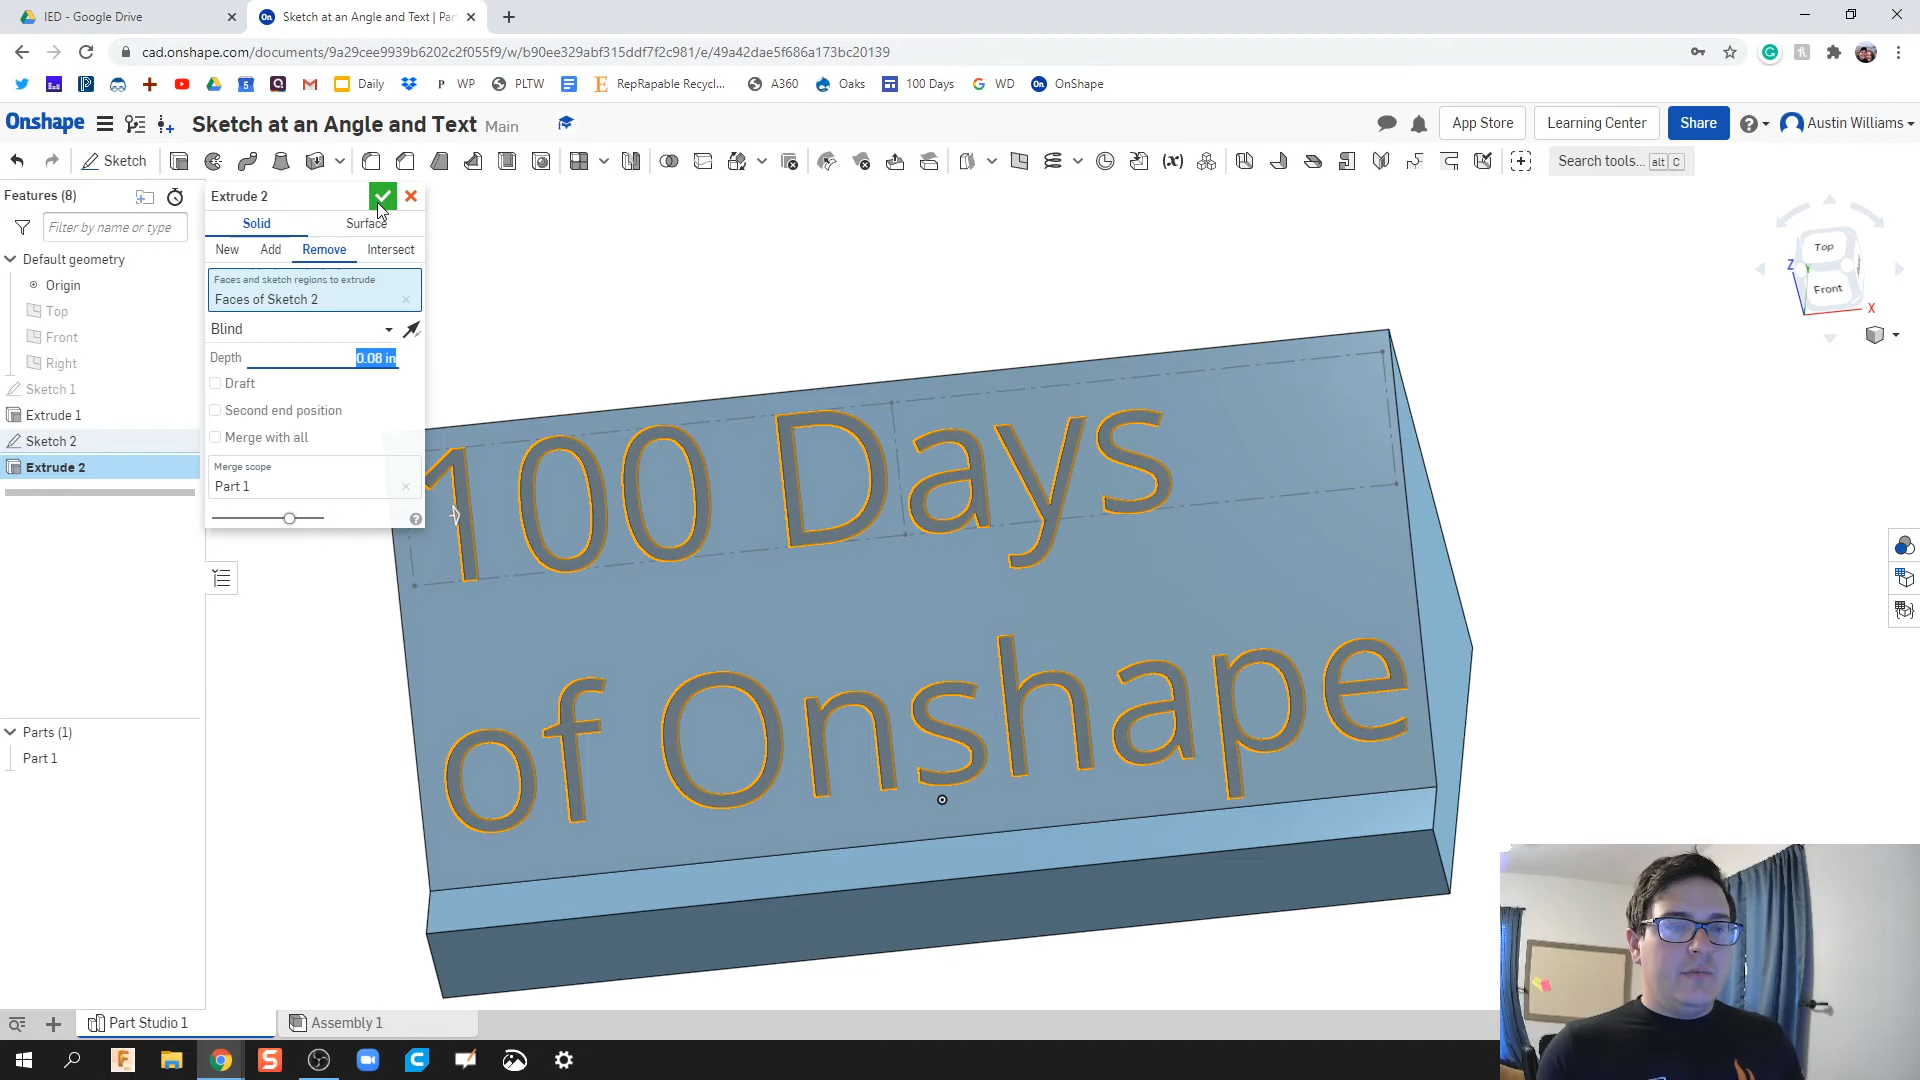 IED - Google Drive
Sketch at an Angle and Text | Part
cad.onshape.com/documents/9a29cee9939b6202c2f055f9/w/b90ee329abf315ddf7f2c981/e/49a42dae5f686a173bc20139
Daily
WP
PLTW
RepRapable Recycl...
A360
Oaks
100 Days
WD
OnShape
Onshape
Sketch at an Angle and Text Main
App Store
Learning Center
Share
Austin Williams
Sketch
Search tools... alt C
Features (8)
Filter by name or type
Default geometry
Origin
Top
Front
Right
Sketch 1
Extrude 1
Sketch 2
Extrude 2
Parts (1)
Part 1
Extrude 2
Solid
Surface
New
Add
Remove
Intersect
Faces and sketch regions to extrude
Faces of Sketch 2
Blind
Depth
0.08 in
Draft
Second end position
Merge with all
Merge scope
Part 1
100 Days
of Onshape
Top
Front
Z
Y
X
Part Studio 1
Assembly 1